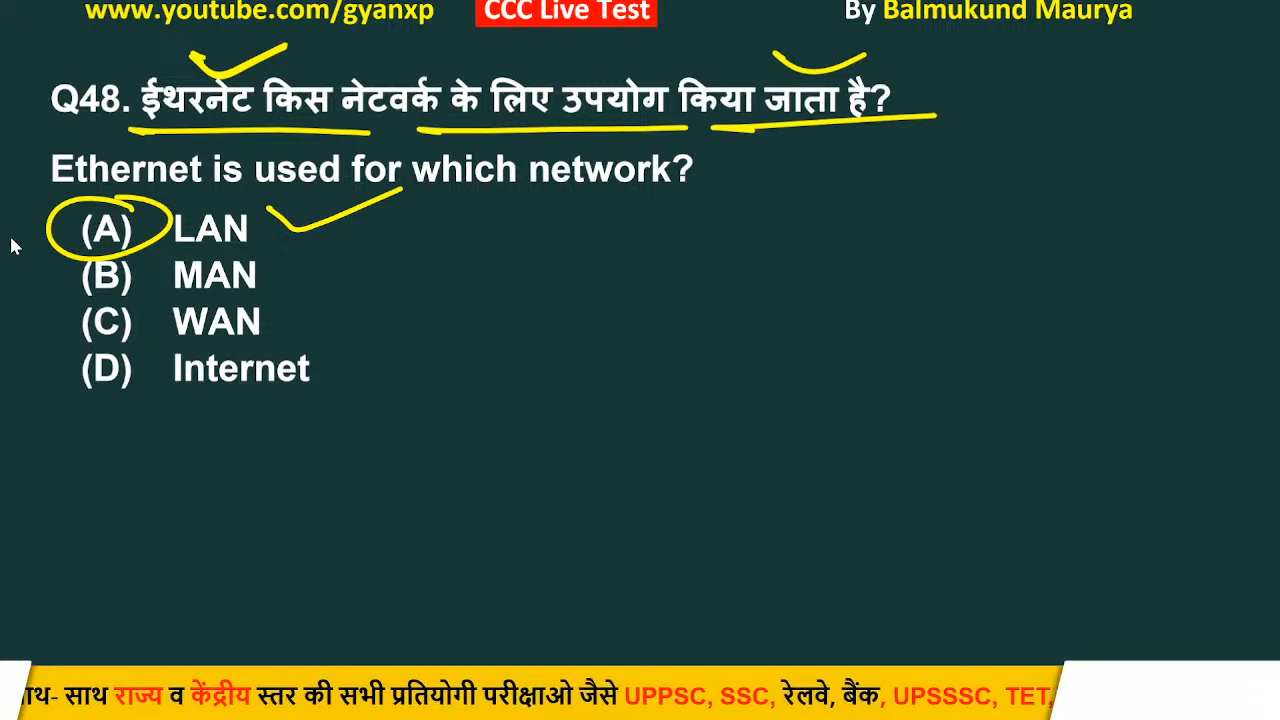 www.youtube.com/gyanxp CCC Live Test By Balmukund Maurya
Q48. ईथरनेट किस नेटवर्क के लिए उपयोग किया जाता है?
Ethernet is used for which network?
(A) LAN
(B) MAN
(C) WAN
(D) Internet
साथ राज्य व केंद्रीय स्तर की सभी प्रतियोगी परीक्षाओ जैसे UPPSC, SSC, रेलवे, बैंक, UPSSSC, TET,